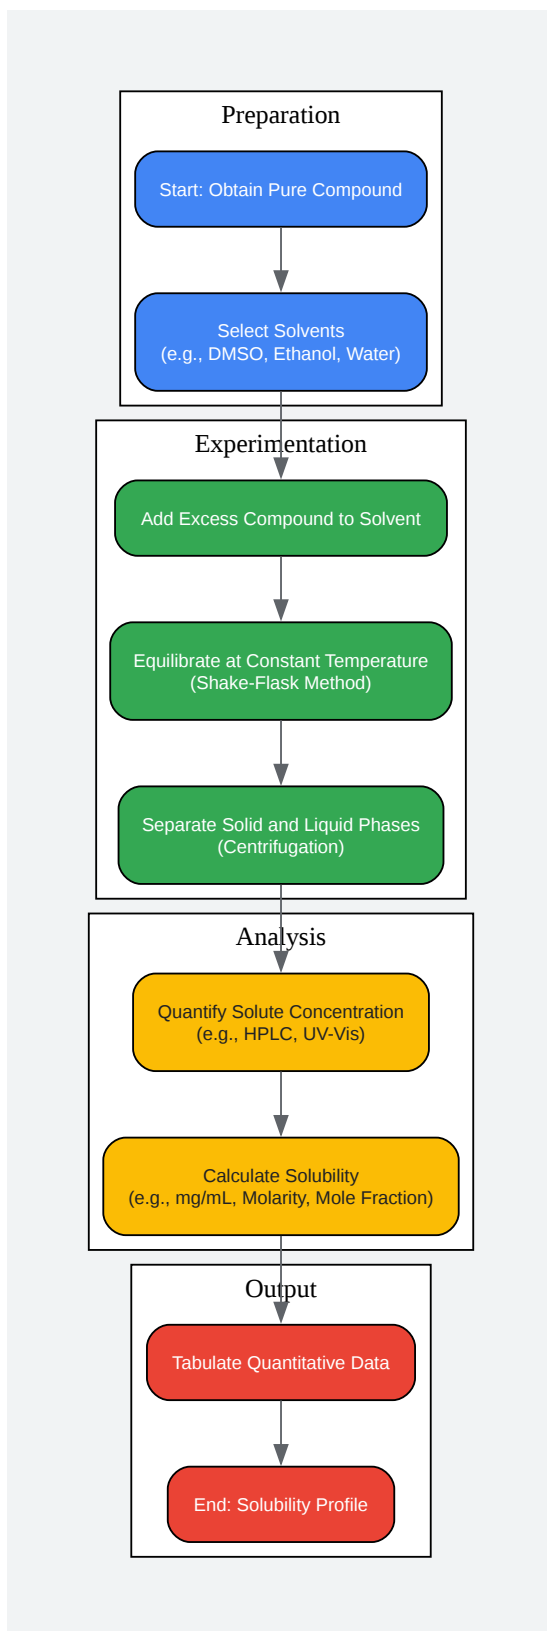 Preparation
Start: Obtain Pure Compound
Select Solvents
(e.g., DMSO, Ethanol, Water)
Experimentation
Add Excess Compound to Solvent
Equilibrate at Constant Temperature
(Shake-Flask Method)
Separate Solid and Liquid Phases
(Centrifugation)
Analysis
Quantify Solute Concentration
(e.g., HPLC, UV-Vis)
Calculate Solubility
(e.g., mg/mL, Molarity, Mole Fraction)
Output
Tabulate Quantitative Data
End: Solubility Profile